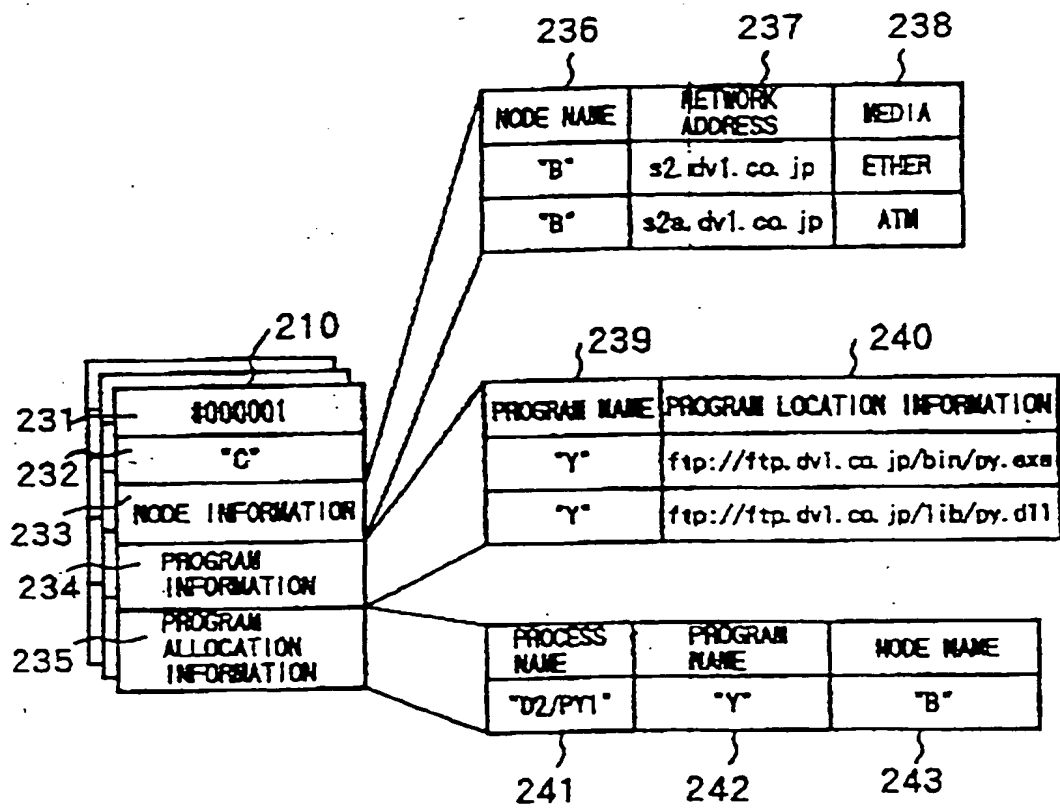 236 237 238
NODE NAME NETWORK ADDRESS MEDIA
"B" s2.dv1.co.jp ETHER
"B" s2a.dv1.co.jp ATM
210
239 240
231 #000001
232 "C"
233 NODE INFORMATION
234 PROGRAM INFORMATION
235 PROGRAM ALLOCATION INFORMATION
PROGRAM NAME PROGRAM LOCATION INFORMATION
"Y" ftp://ftp.dv1.co.jp/bin/py.exe
"Y" ftp://ftp.dv1.co.jp/lib/py.dll
PROCESS NAME PROGRAM NAME NODE NAME
"D2/PY1" "Y" "B"
241 242 243